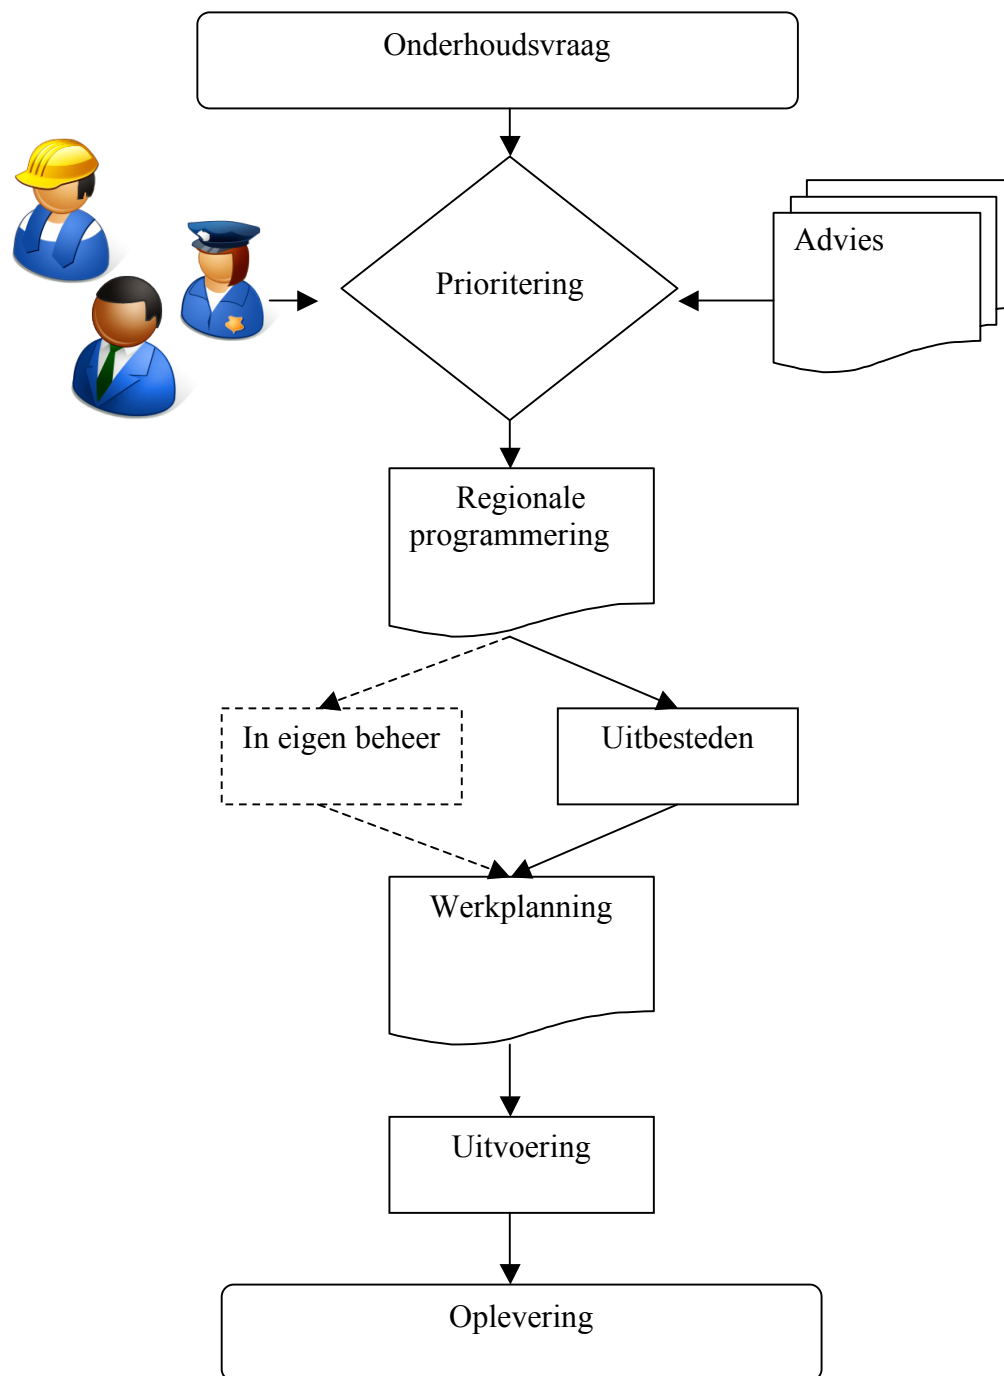 Onderhoudsvraag
Advies
Prioritering
Regionale
programmering
In eigen beheer
Uitbesteden
Werkplanning
Uitvoering
Oplevering